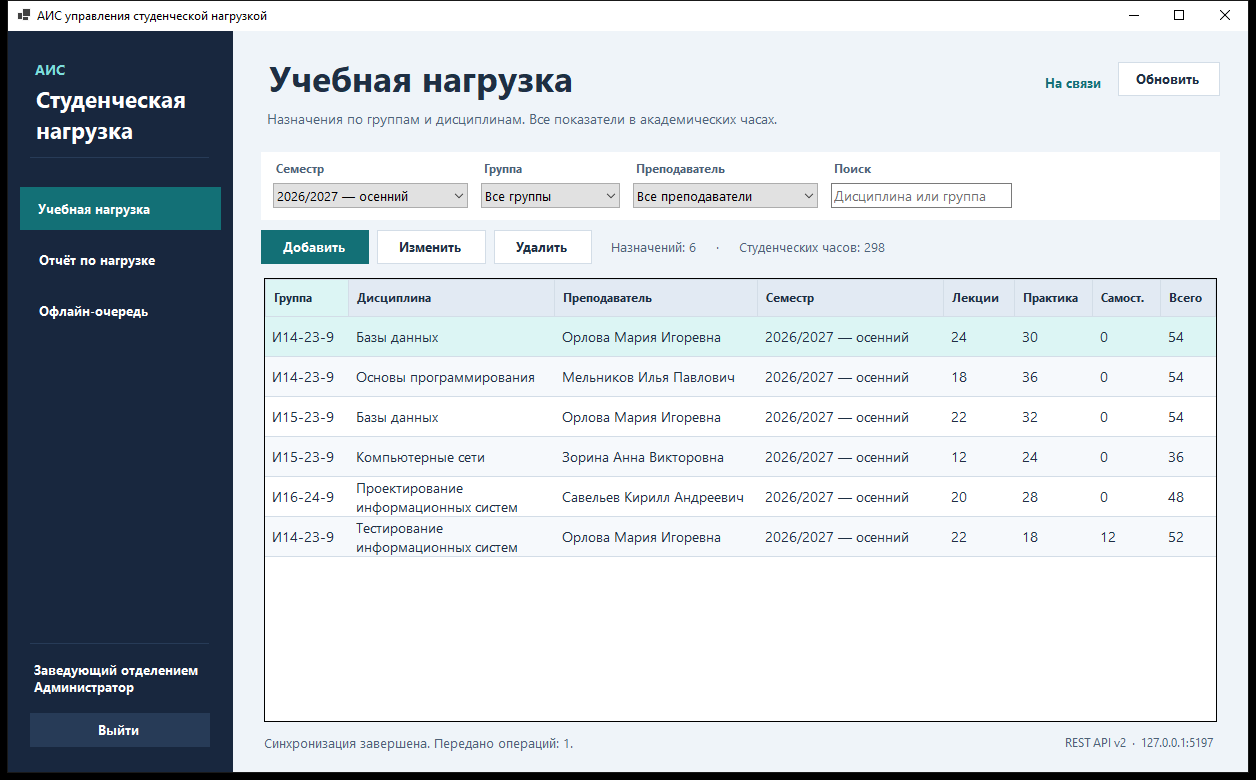 АИС управления студенческой нагрузкой
АИС
Студенческая
нагрузка
Учебная нагрузка
Отчёт по нагрузке
Офлайн-очередь
Заведующий отделением
Администратор
Выйти
Учебная нагрузка
На связи
Обновить
Назначения по группам и дисциплинам. Все показатели в академических часах.
Семестр Группа Преподаватель Поиск
2026/2027 — осенний Все группы Все преподаватели Дисциплина или группа
Добавить Изменить Удалить Назначений: 6 · Студенческих часов: 298
Группа Дисциплина Преподаватель Семестр Лекции Практика Самост. Всего
И14-23-9 Базы данных Орлова Мария Игоревна 2026/2027 — осенний 24 30 0 54
И14-23-9 Основы программирования Мельников Илья Павлович 2026/2027 — осенний 18 36 0 54
И15-23-9 Базы данных Орлова Мария Игоревна 2026/2027 — осенний 22 32 0 54
И15-23-9 Компьютерные сети Зорина Анна Викторовна 2026/2027 — осенний 12 24 0 36
И16-24-9 Проектирование
информационных систем Савельев Кирилл Андреевич 2026/2027 — осенний 20 28 0 48
И14-23-9 Тестирование
информационных систем Орлова Мария Игоревна 2026/2027 — осенний 22 18 12 52
Синхронизация завершена. Передано операций: 1.
REST API v2 · 127.0.0.1:5197